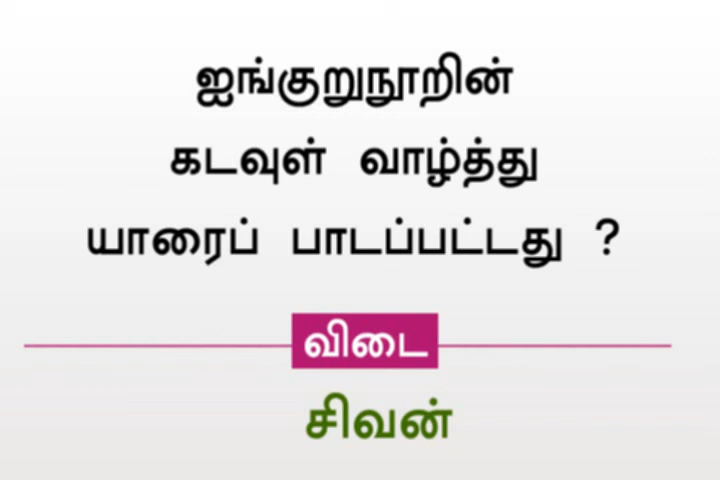 ஐங்குறுநூறின்
கடவுள் வாழ்த்து
யாரைப் பாடப்பட்டது ?
விடை
சிவன்